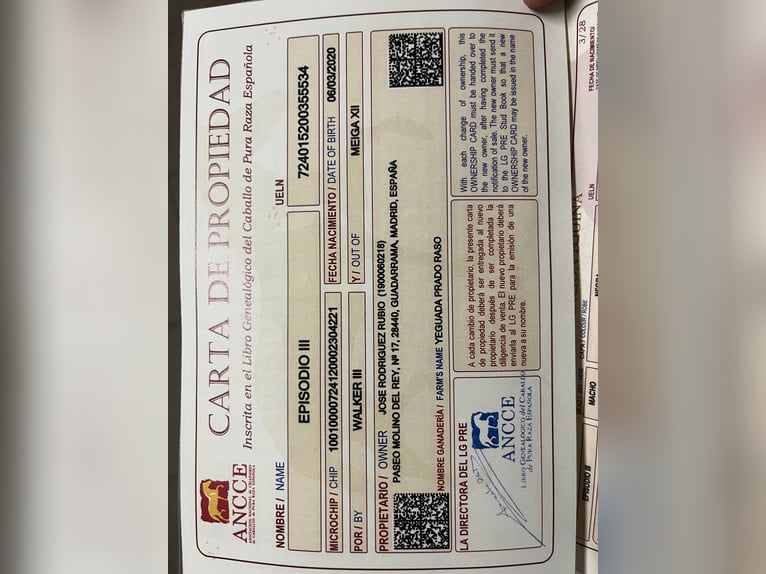 ANCCE
CARTA DE PROPIEDAD
Inscrita en el Libro Genealógico del Caballo de Pura Raza Española
NOMBRE / NAME
UELN
EPISODIO III
724015200355534
MICROCHIP / CHIP 10010000724120002304221
FECHA NACIMIENTO / DATE OF BIRTH 06/03/2020
POR / BY WALKER III
Y / OUT OF MEIGA XII
PROPIETARIO / OWNER JOSE RODRIGUEZ RUBIO (1900060218)
PASEO MOLINO DEL REY, Nº 17, 28440, GUADARRAMA, MADRID, ESPAÑA
NOMBRE GANADERÍA / FARM'S NAME YEGUADA PRADO RASO
LA DIRECTORA DEL LG PRE
ANCCE
LIBRO GENEALÓGICO del CABALLO
de PURA RAZA ESPAÑOLA
A cada cambio de propietario, la presente carta
de propiedad deberá ser entregada al nuevo
propietario después de ser completada la
diligencia de venta. El nuevo propietario deberá
enviarla al LG PRE para la emisión de una
nueva a su nombre.
With each change of ownership, this
OWNERSHIP CARD must be handed over to
the new owner, after having completed the
notification of sale. The new owner must send it
to the LG PRE Stud Book so that a new
OWNERSHIP CARD may be issued in the name
of the new owner.
3/28
UELN
FECHA DE NACIMIENTO/
CAPA / COLOUR / ROBE
MACHO
EPISODIO III